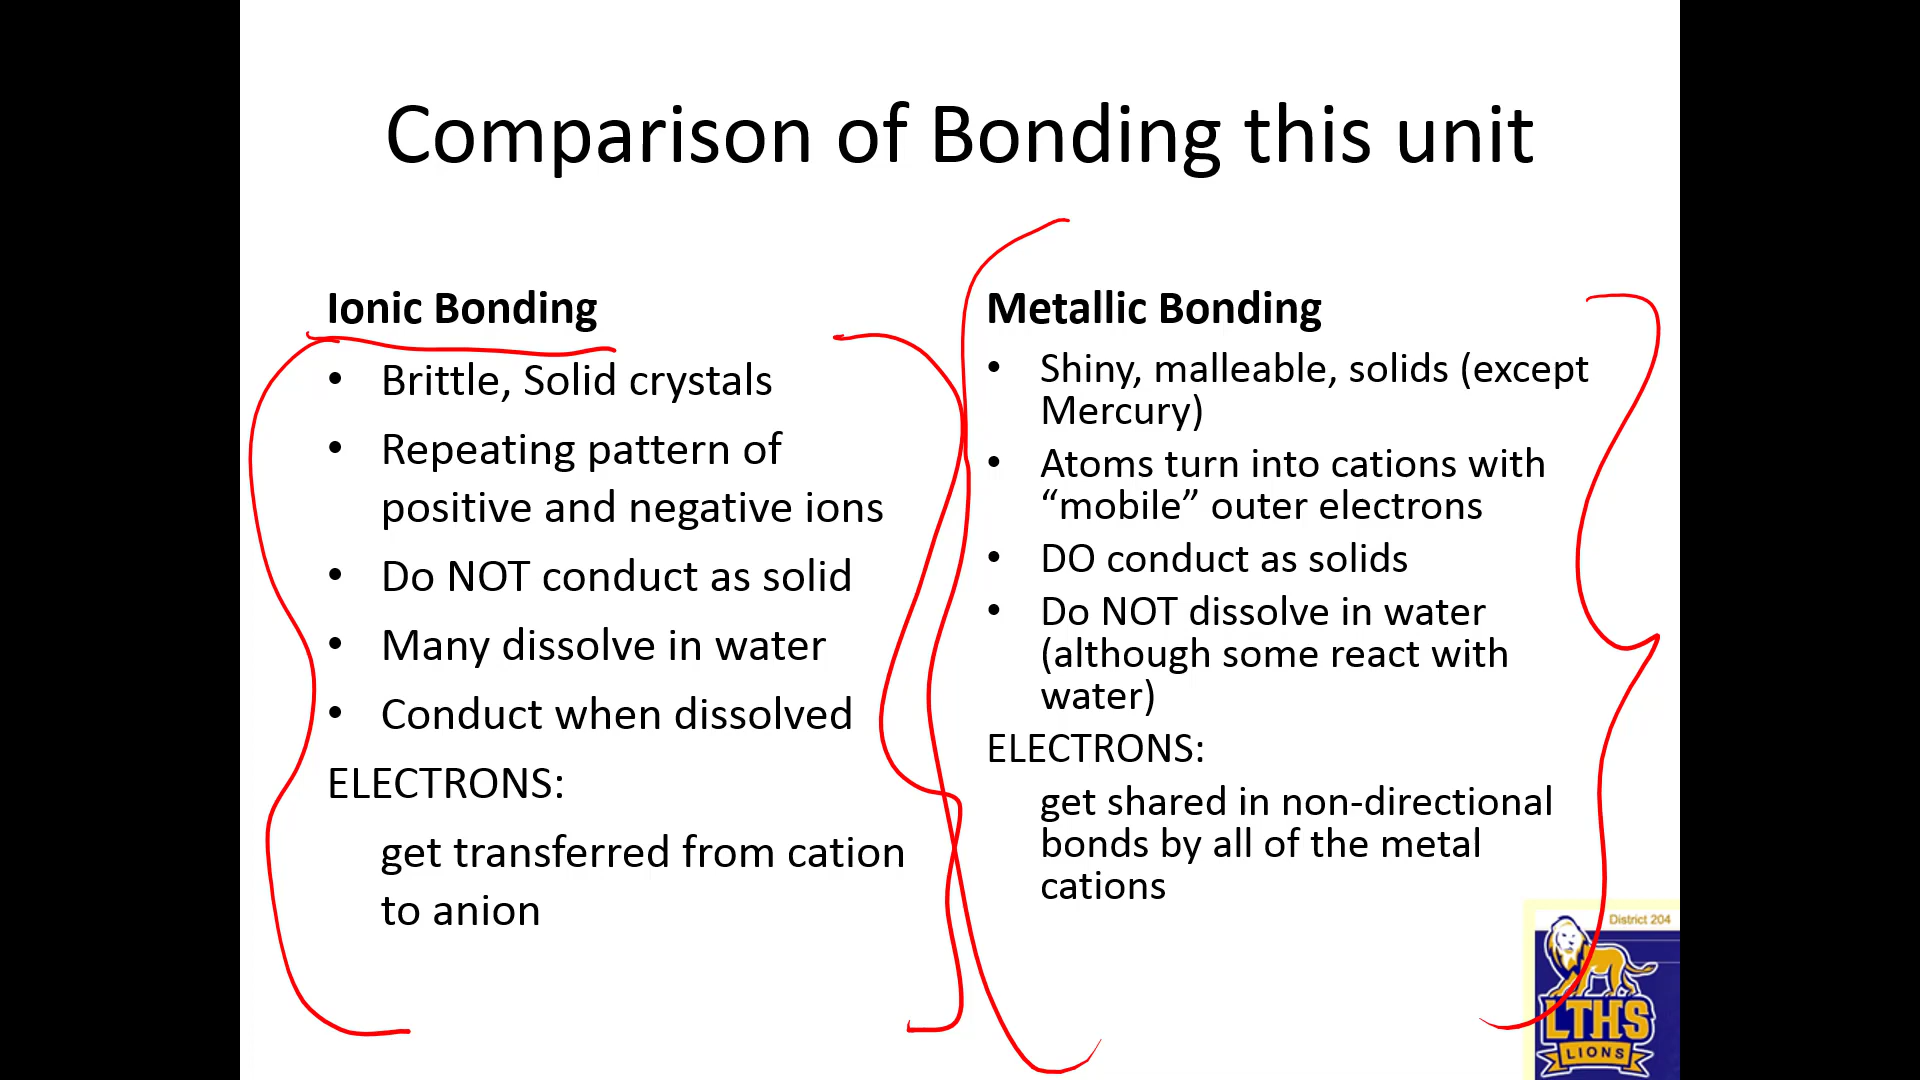 Comparison of Bonding this unit
Ionic Bonding
• Brittle, Solid crystals
• Repeating pattern of
positive and negative ions
• Do NOT conduct as solid
• Many dissolve in water
• Conduct when dissolved
ELECTRONS:
get transferred from cation
to anion
Metallic Bonding
• Shiny, malleable, solids (except
Mercury)
• Atoms turn into cations with
“mobile” outer electrons
• DO conduct as solids
• Do NOT dissolve in water
(although some react with
water)
ELECTRONS:
get shared in non-directional
bonds by all of the metal
cations
District 204
LTHS
LIONS